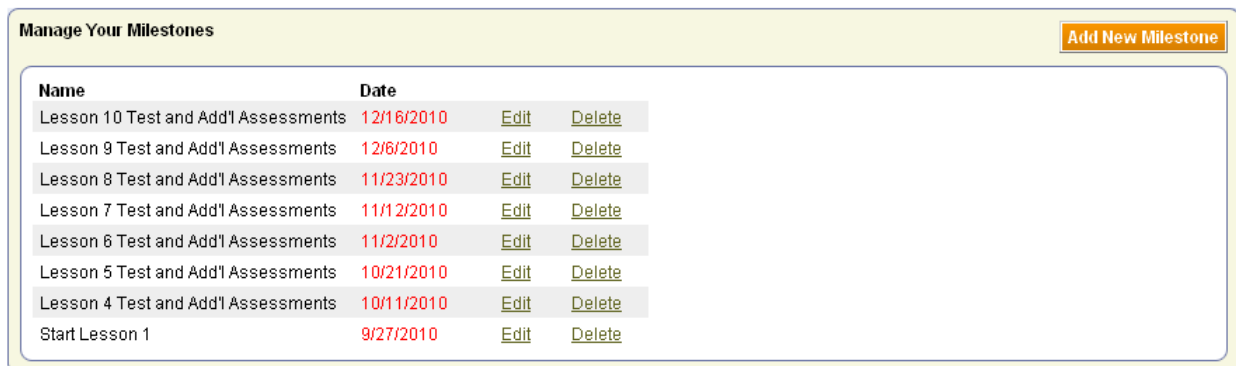 Manage Your Milestones
Add New Milestone
Name Date
Lesson 10 Test and Add'l Assessments 12/16/2010 Edit Delete
Lesson 9 Test and Add'l Assessments 12/6/2010 Edit Delete
Lesson 8 Test and Add'l Assessments 11/23/2010 Edit Delete
Lesson 7 Test and Add'l Assessments 11/12/2010 Edit Delete
Lesson 6 Test and Add'l Assessments 11/2/2010 Edit Delete
Lesson 5 Test and Add'l Assessments 10/21/2010 Edit Delete
Lesson 4 Test and Add'l Assessments 10/11/2010 Edit Delete
Start Lesson 1 9/27/2010 Edit Delete